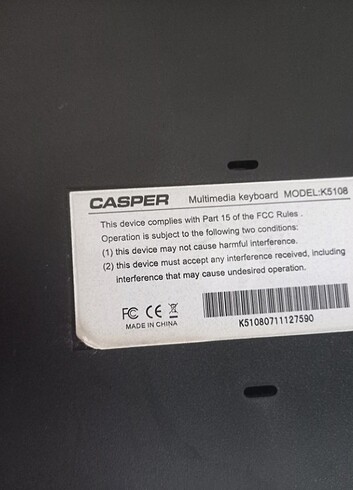 CASPER Multimedia keyboard MODEL:K5108
This device complies with Part 15 of the FCC Rules .
Operation is subject to the following two conditions:
(1) this device may not cause harmful interference.
(2) this device must accept any interference received, including
interference that may cause undesired operation.
FC CE
MADE IN CHINA
K51080711127590